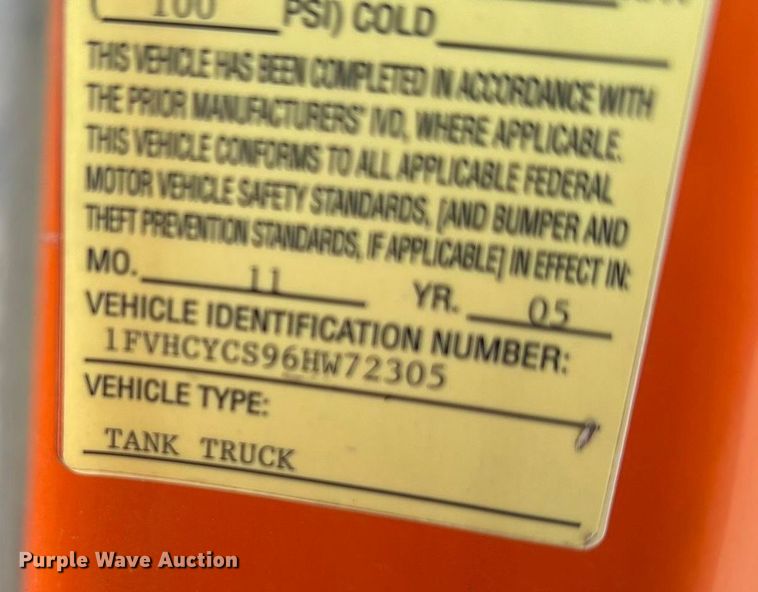 ( 100 PSI) COLD
THIS VEHICLE HAS BEEN COMPLETED IN ACCORDANCE WITH
THE PRIOR MANUFACTURERS' IVD, WHERE APPLICABLE.
THIS VEHICLE CONFORMS TO ALL APPLICABLE FEDERAL
MOTOR VEHICLE SAFETY STANDARDS, [AND BUMPER AND
THEFT PREVENTION STANDARDS, IF APPLICABLE] IN EFFECT IN:
MO. 11 YR. 05
VEHICLE IDENTIFICATION NUMBER:
1FVHCYCS96HW72305
VEHICLE TYPE:
TANK TRUCK
Purple Wave Auction